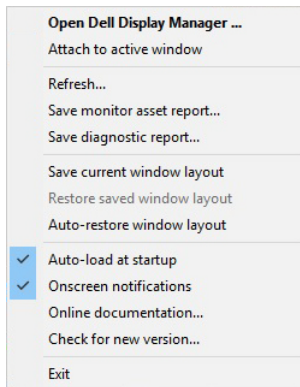 Open Dell Display Manager ...
Attach to active window
Refresh...
Save monitor asset report...
Save diagnostic report...
Save current window layout
Restore saved window layout
Auto-restore window layout
Auto-load at startup
Onscreen notifications
Online documentation...
Check for new version...
Exit